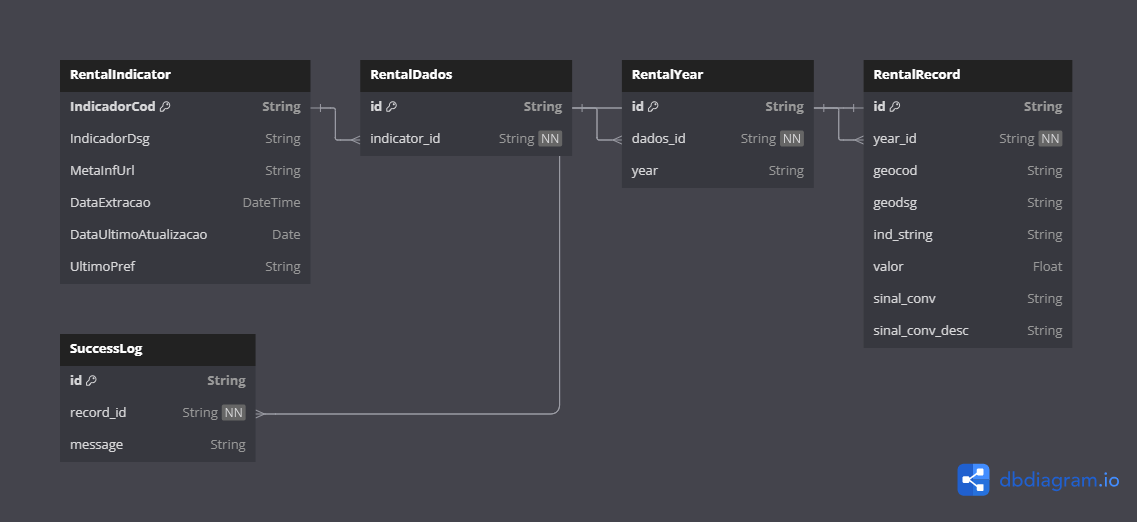 RentalIndicator
IndicadorCod String
IndicadorDsg String
MetaInfUrl String
DataExtracao DateTime
DataUltimoAtualizacao Date
UltimoPref String
RentalDados
id String
indicator_id String NN
RentalYear
id String
dados_id String NN
year String
RentalRecord
id String
year_id String NN
geocod String
geodsg String
ind_string String
valor Float
sinal_conv String
sinal_conv_desc String
SuccessLog
id String
record_id String NN
message String
dbdiagram.io